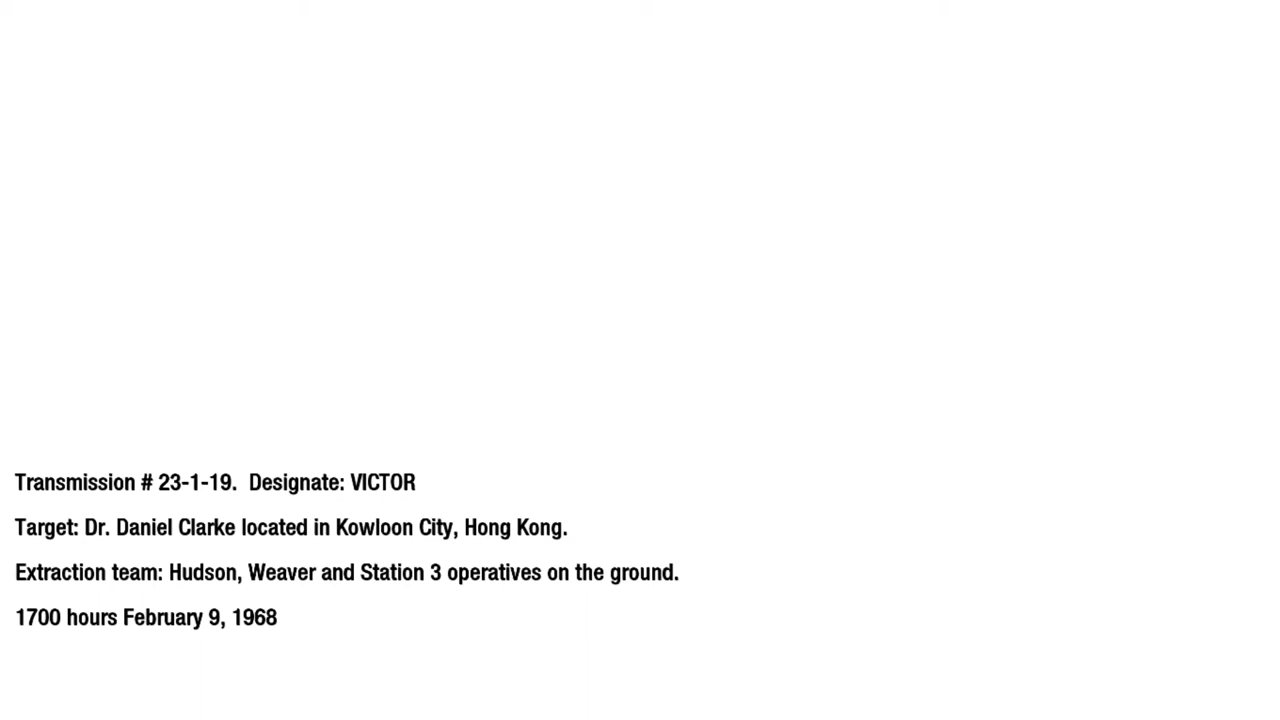 Transmission # 23-1-19.  Designate: VICTOR
Target: Dr. Daniel Clarke located in Kowloon City, Hong Kong.
Extraction team: Hudson, Weaver and Station 3 operatives on the ground.
1700 hours February 9, 1968